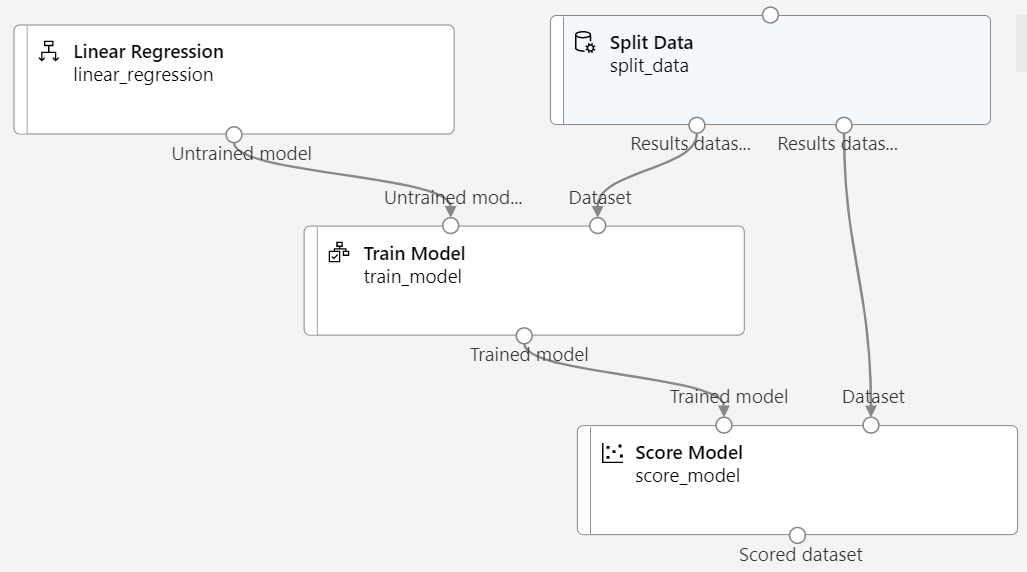 Linear Regression
linear_regression
Split Data
split_data
Untrained model
Results datas...
Results datas...
Untrained mod...
Dataset
Train Model
train_model
Trained model
Trained model
Dataset
Score Model
score_model
Scored dataset